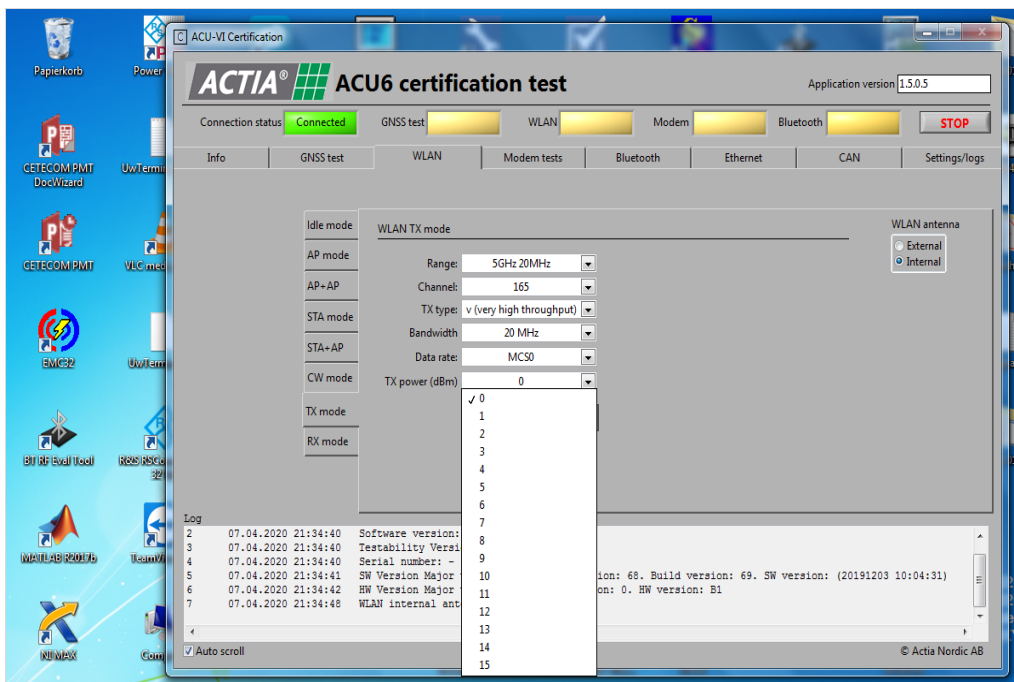 ACU-VI Certification
ACTIA® ACU6 certification test
Application version 1.5.0.5
Connection status Connected GNSS test WLAN Modem Bluetooth STOP
Info GNSS test WLAN Modem tests Bluetooth Ethernet CAN Settings/logs
Idle mode
AP mode
AP+AP
STA mode
STA+AP
CW mode
TX mode
RX mode
WLAN TX mode
Range: 5GHz 20MHz
Channel: 165
TX type: v (very high throughput)
Bandwidth 20 MHz
Data rate: MCS0
TX power (dBm) 0
✓ 0
1
2
3
4
5
6
7
8
9
10
11
12
13
14
15
WLAN antenna
External
Internal
Log
2 07.04.2020 21:34:40 Software version:
3 07.04.2020 21:34:40 Testability Versi
4 07.04.2020 21:34:40 Serial number: -
5 07.04.2020 21:34:41 SW Version Major ion: 68. Build version: 69. SW version: (20191203 10:04:31)
6 07.04.2020 21:34:42 HW Version Major on: 0. HW version: B1
7 07.04.2020 21:34:48 WLAN internal ant
Auto scroll
© Actia Nordic AB
Papierkorb
Power
CETECOM PMT
DocWizard
UwTermi
CETECOM PMT
VLC med
EMC32
UwTerm
BT RF Eval Tool
R&S RSCo
32
MATLAB R2017b
TeamVi
NI MAX
Com